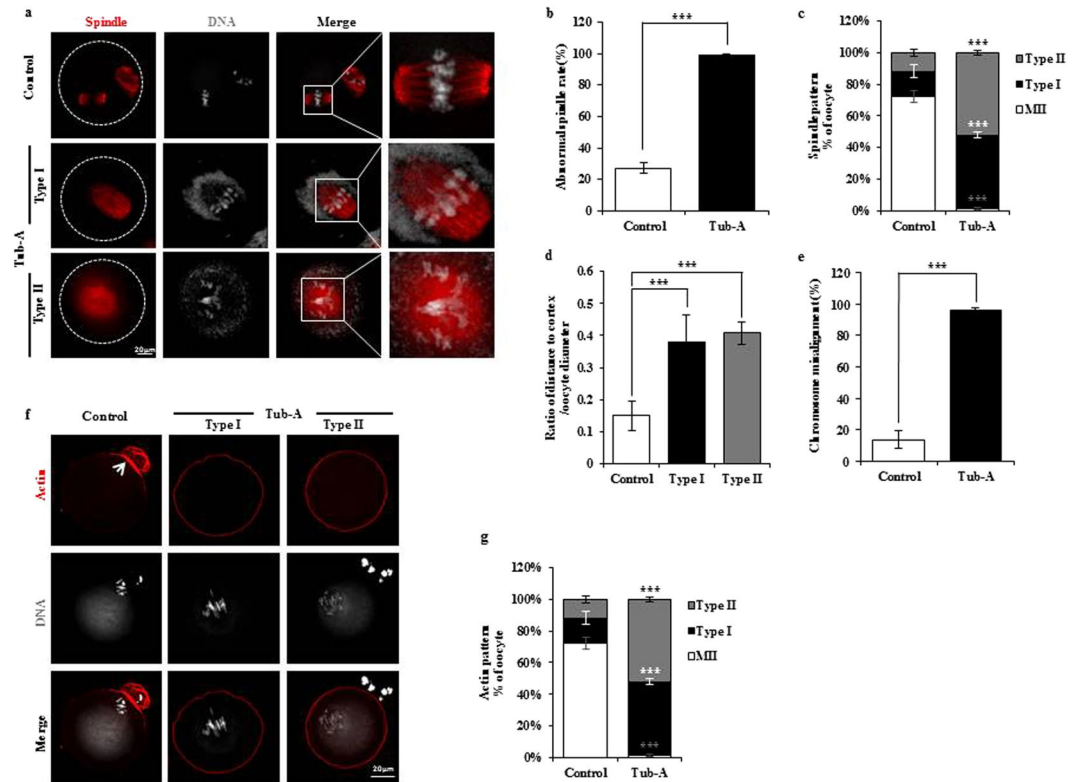 a
Spindle DNA Merge
Control
Tub-A
Type I
Type II
20μm
b
Abnormal spindle rate(%)
120
100
80
60
40
20
0
***
Control Tub-A
c
Spindle pattern
% of oocyte
120%
100%
80%
60%
40%
20%
0%
***
***
***
Control Tub-A
Type II
Type I
MII
d
Ratio of distance to cortex
/oocyte diameter
0.6
0.5
0.4
0.3
0.2
0.1
0
***
***
Control Type I Type II
e
Chromosome misalignment(%)
120
100
80
60
40
20
0
***
Control Tub-A
f
Control Tub-A
Type I Type II
Actin
DNA
Merge
20μm
g
Actin pattern
% of oocyte
120%
100%
80%
60%
40%
20%
0%
***
***
***
Control Tub-A
Type II
Type I
MII